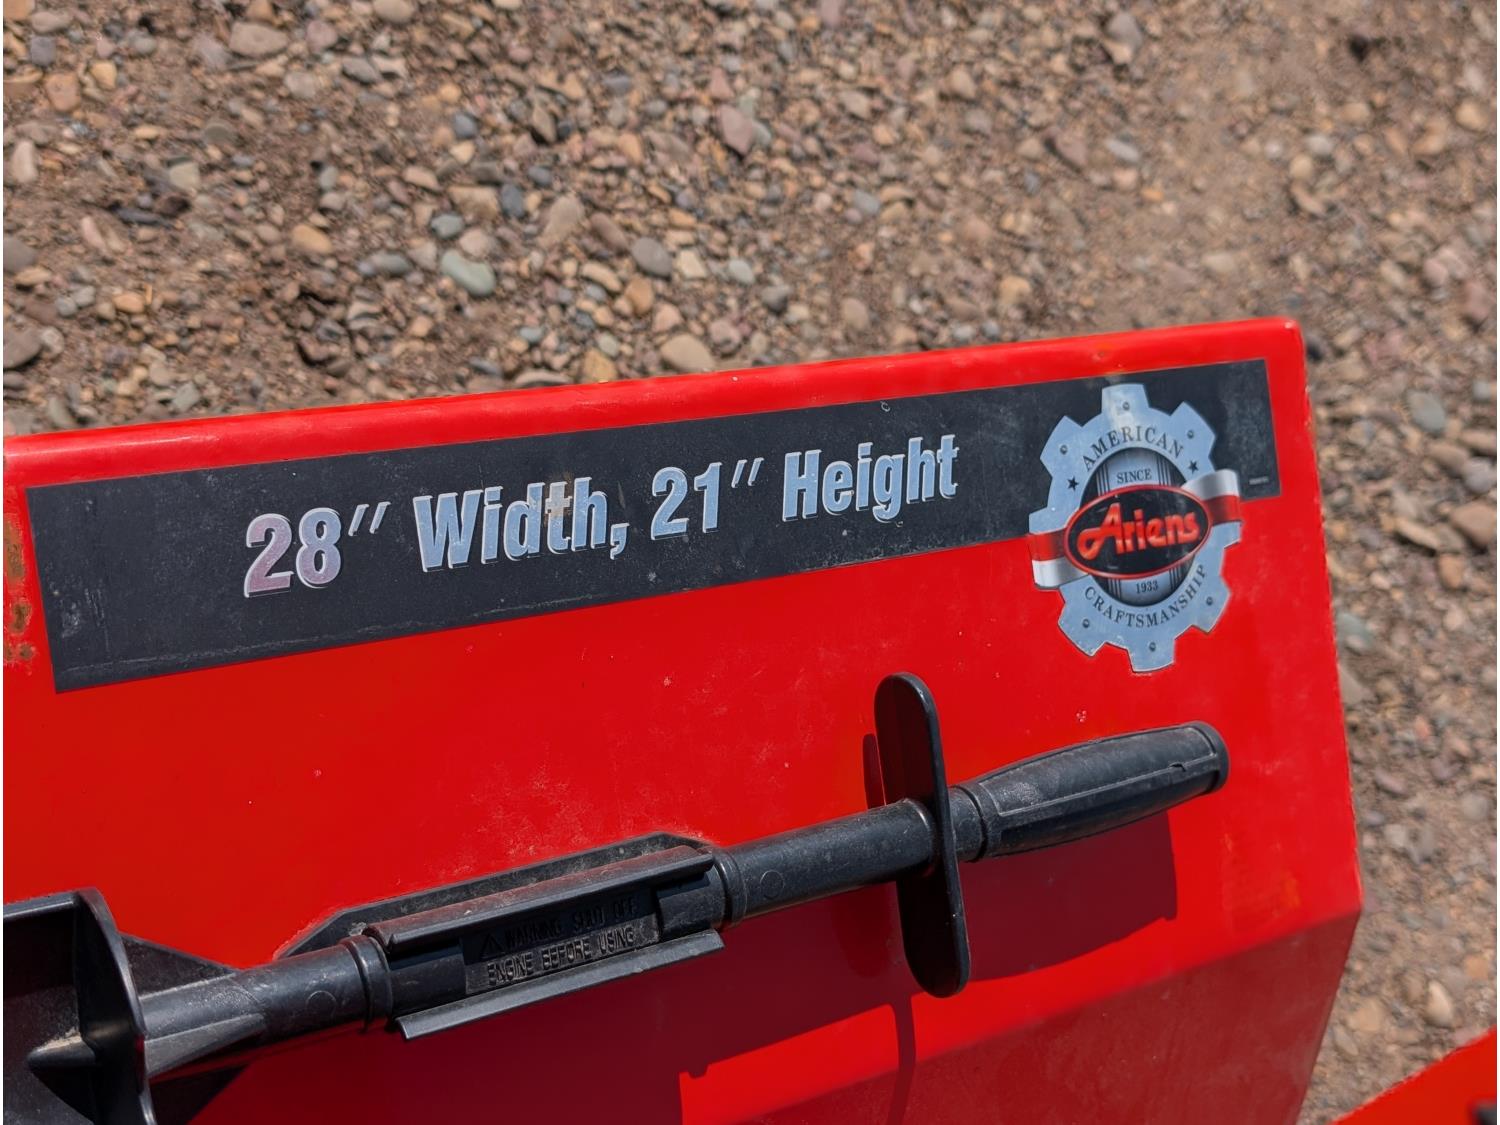 28″ Width, 21″ Height
AMERICAN
SINCE
Ariens
1933
CRAFTSMANSHIP
WARNING SHUT OFF
ENGINE BEFORE USING